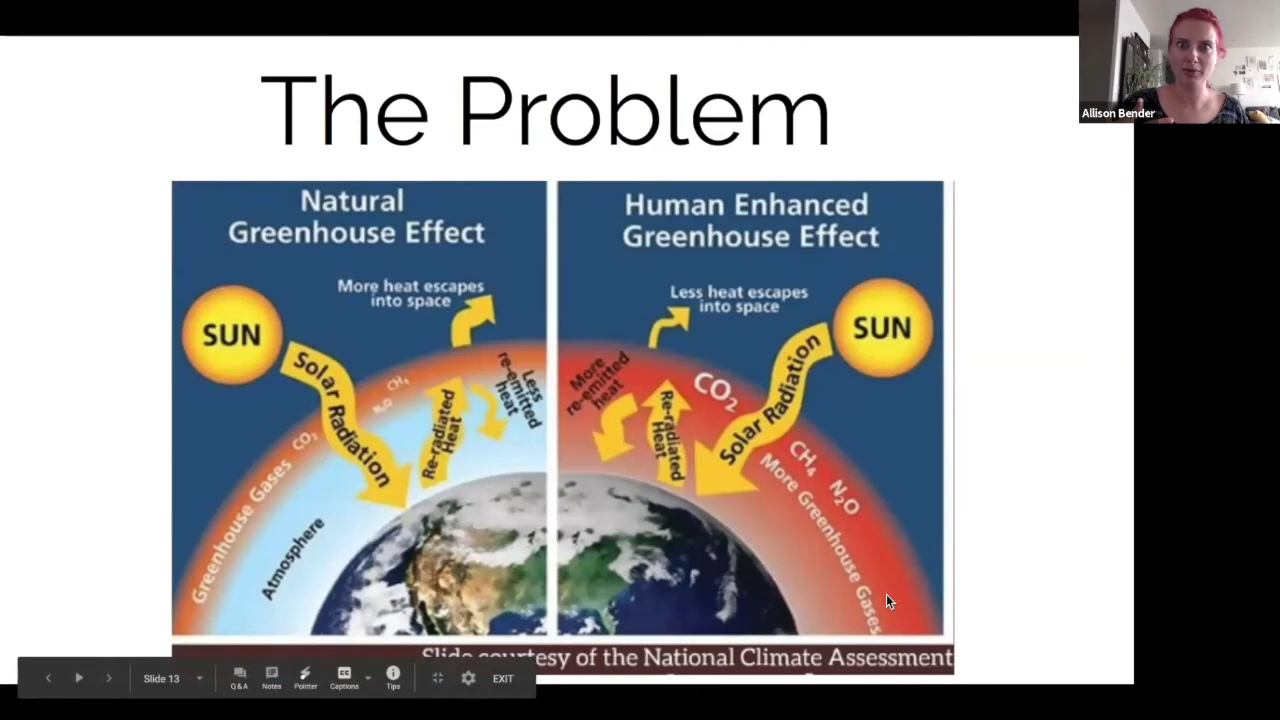 The Problem
Allison Bender
Natural
Greenhouse Effect
More heat escapes
into space
SUN
Solar Radiation
Re-radiated
Heat
Less
re-emitted
heat
CH₄
N₂O
CO₂
Greenhouse Gases
Atmosphere
Human Enhanced
Greenhouse Effect
Less heat escapes
into space
SUN
Solar Radiation
More
re-emitted
heat
Re-radiated
Heat
CO₂
CH₄
N₂O
More Greenhouse Gases
Slide courtesy of the National Climate Assessment
Slide 13
Q & A
Notes
Pointer
CC
Captions
Tips
EXIT